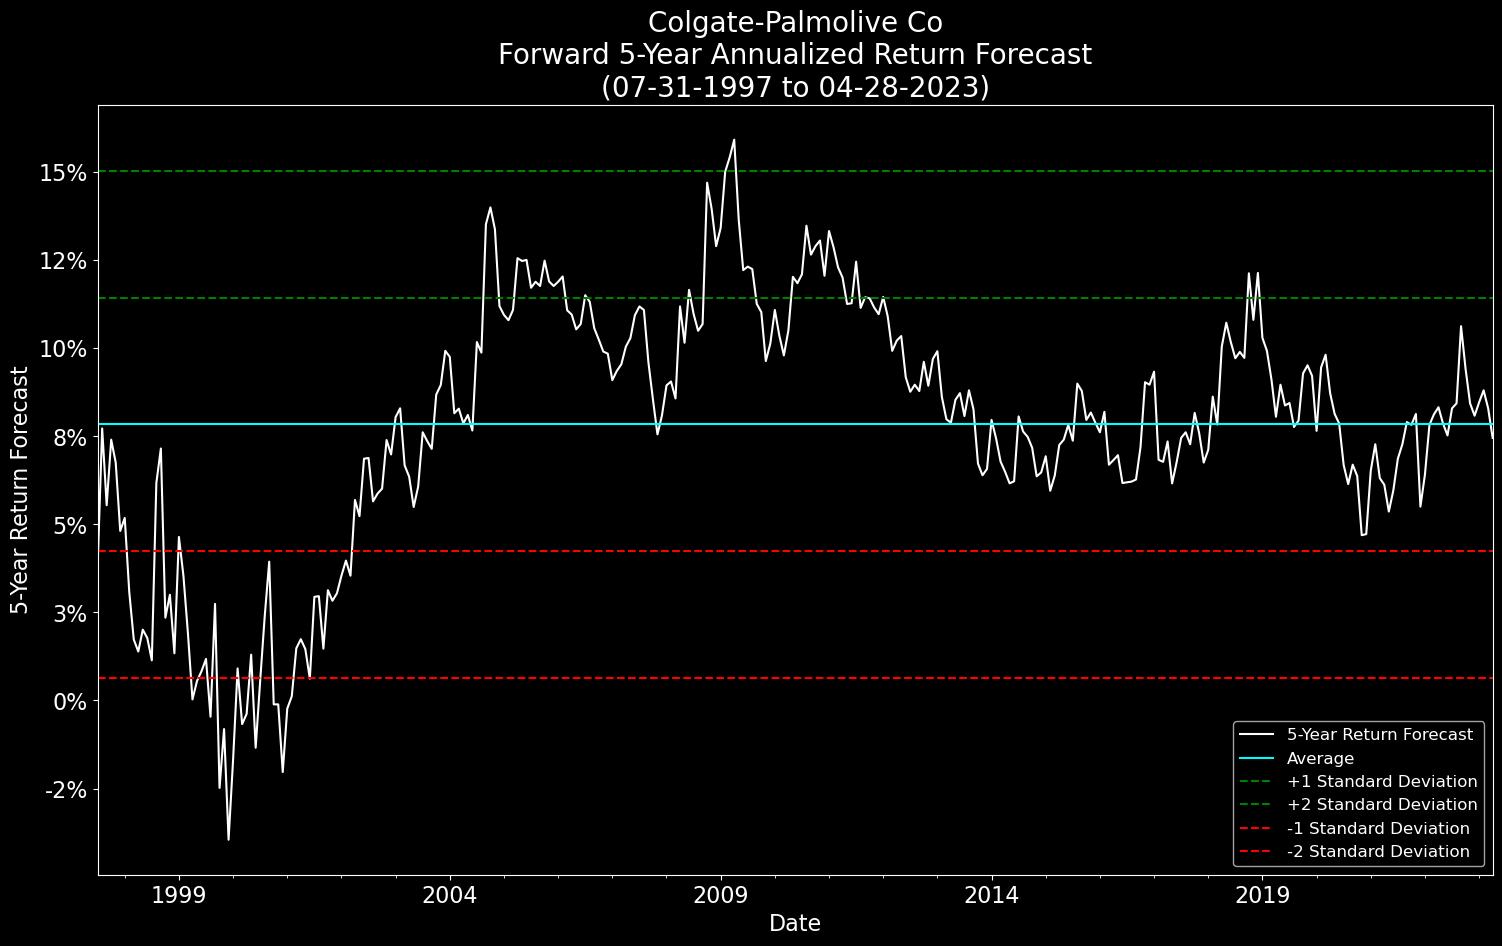 Colgate-Palmolive Co
Forward 5-Year Annualized Return Forecast
(07-31-1997 to 04-28-2023)
5-Year Return Forecast
15%
12%
10%
8%
5%
3%
0%
-2%
5-Year Return Forecast
Average
+1 Standard Deviation
+2 Standard Deviation
-1 Standard Deviation
-2 Standard Deviation
1999
2004
2009
2014
2019
Date